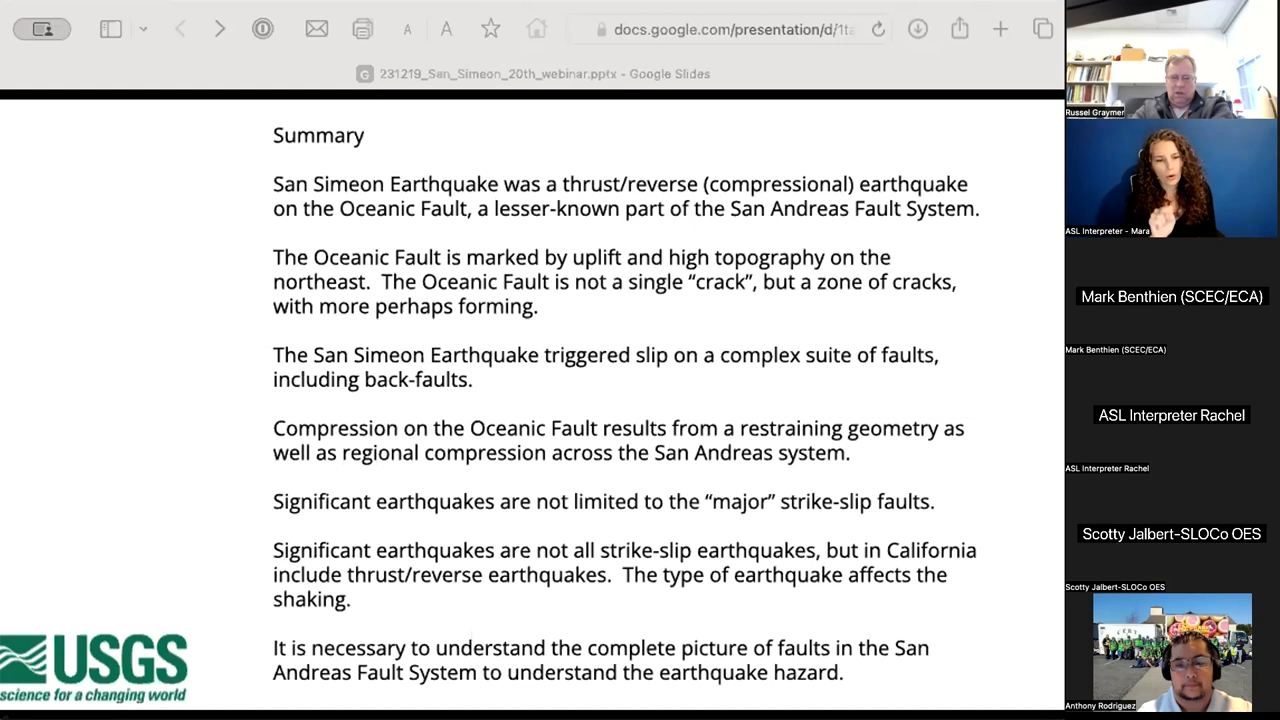 A A docs.google.com/presentation/d/1t
G 231219_San_Simeon_20th_webinar.pptx - Google Slides
Summary
San Simeon Earthquake was a thrust/reverse (compressional) earthquake
on the Oceanic Fault, a lesser-known part of the San Andreas Fault System.
The Oceanic Fault is marked by uplift and high topography on the
northeast.  The Oceanic Fault is not a single “crack”, but a zone of cracks,
with more perhaps forming.
The San Simeon Earthquake triggered slip on a complex suite of faults,
including back-faults.
Compression on the Oceanic Fault results from a restraining geometry as
well as regional compression across the San Andreas system.
Significant earthquakes are not limited to the “major” strike-slip faults.
Significant earthquakes are not all strike-slip earthquakes, but in California
include thrust/reverse earthquakes.  The type of earthquake affects the
shaking.
It is necessary to understand the complete picture of faults in the San
Andreas Fault System to understand the earthquake hazard.
USGS
science for a changing world
Russel Graymer
ASL Interpreter - Mara
Mark Benthien (SCEC/ECA)
Mark Benthien (SCEC/ECA)
ASL Interpreter Rachel
ASL Interpreter Rachel
Scotty Jalbert-SLOCo OES
Scotty Jalbert-SLOCo OES
Anthony Rodriguez